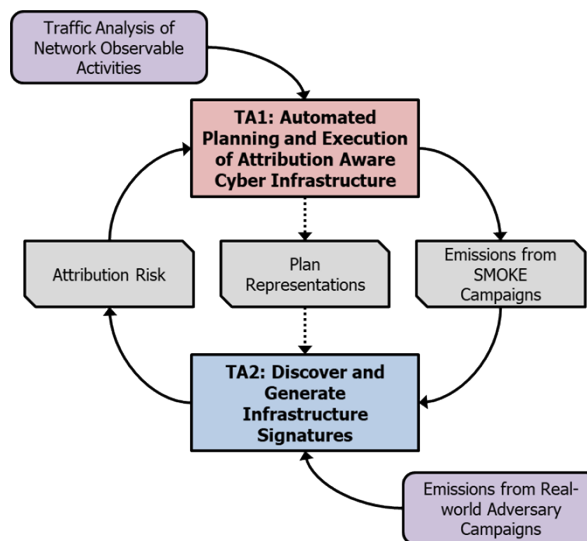 Traffic Analysis of
Network Observable
Activities
TA1: Automated
Planning and Execution
of Attribution Aware
Cyber Infrastructure
Attribution Risk
Plan
Representations
Emissions from
SMOKE
Campaigns
TA2: Discover and
Generate
Infrastructure
Signatures
Emissions from Real-
world Adversary
Campaigns